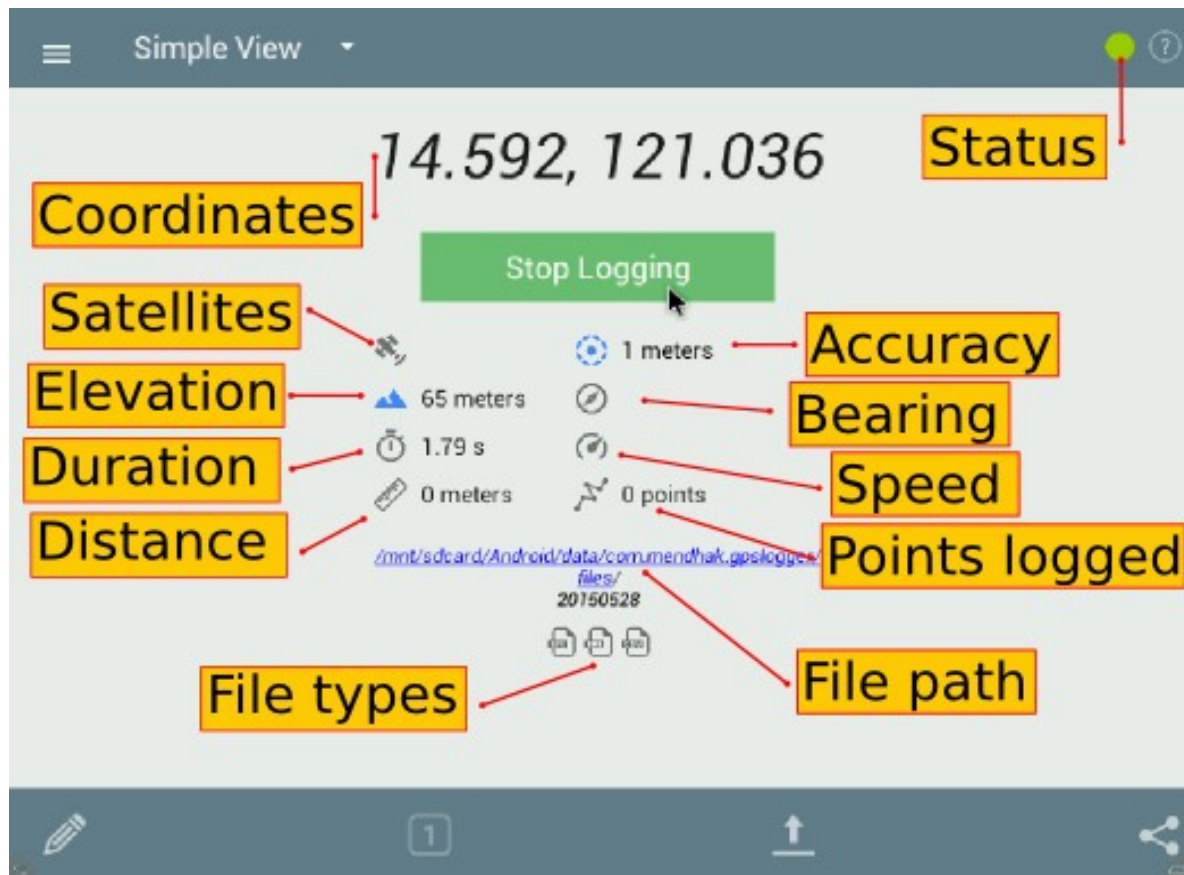 Simple View
?
14.592, 121.036
Status
Coordinates
Stop Logging
Satellites
1 meters
Accuracy
Elevation
65 meters
Bearing
Duration
1.79 s
Speed
Distance
0 meters
0 points
Points logged
/mnt/sdcard/Android/data/com.mendhak.gpslogger/
files/
20150528
File types
File path
1